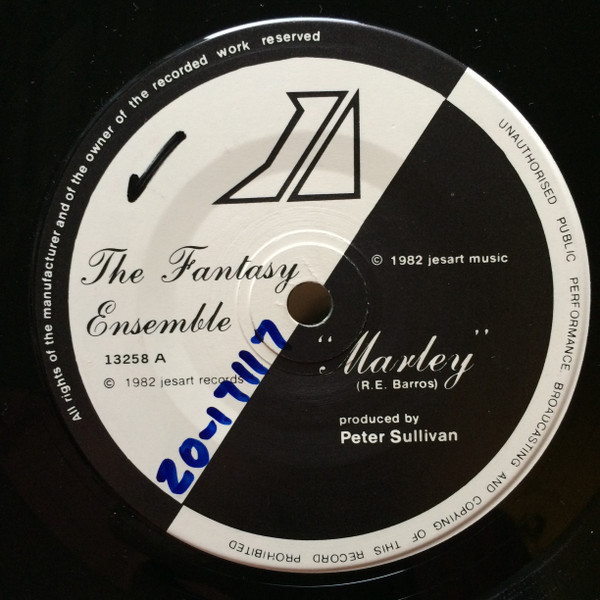 All rights of the manufacturer and of the owner of the recorded work reserved
UNAUTHORISED PUBLIC PERFORMANCE BROADCASTING AND COPYING OF THIS RECORD PROHIBITED
JA
The Fantasy
Ensemble
13258 A
© 1982 jesart records
© 1982 jesart music
"Marley"
(R.E. Barros)
produced by
Peter Sullivan